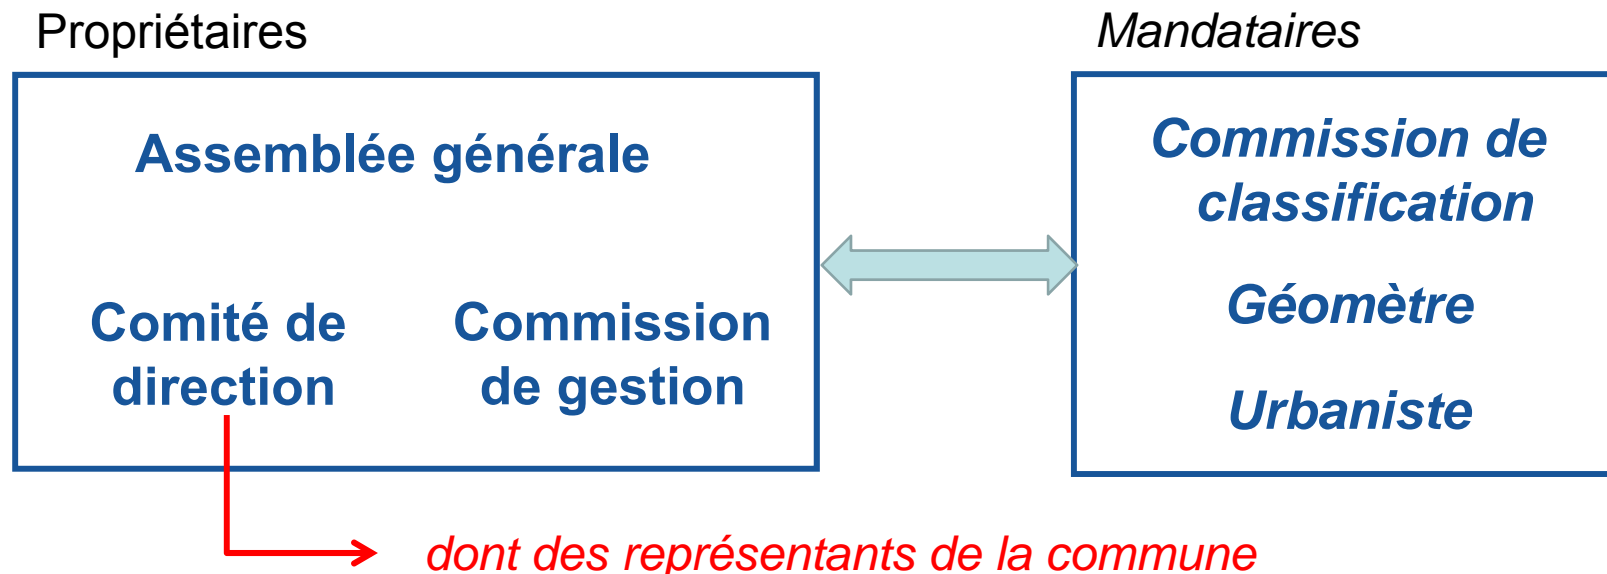 Propriétaires
Assemblée générale
Comité de
direction
Commission
de gestion
dont des représentants de la commune
Mandataires
Commission de
classification
Géomètre
Urbaniste